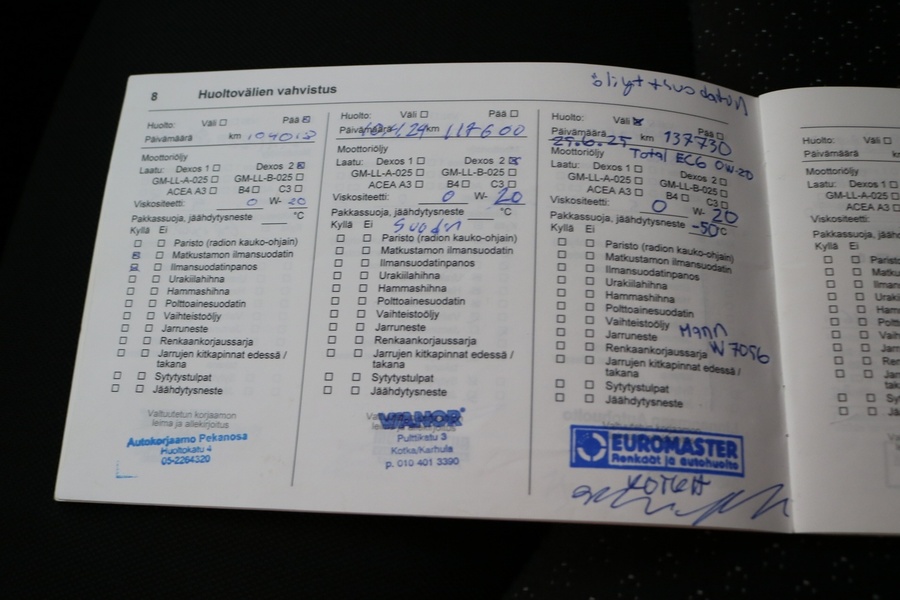 8 Huoltovälien vahvistus
Huolto: Väli ☐ Pää ☒
Päivämäärä km 104018
Moottoriöljy
Laatu: Dexos 1 ☐ Dexos 2 ☒
GM-LL-A-025 ☐ GM-LL-B-025 ☐
ACEA A3 ☐ B4 ☐ C3 ☐
Viskositeetti: 0 W- 20
Pakkassuoja, jäähdytysneste °C
Kyllä Ei
☐ ☐ Paristo (radion kauko-ohjain)
☒ ☐ Matkustamon ilmansuodatin
☒ ☐ Ilmansuodatinpanos
☐ ☐ Urakiilahihna
☐ ☐ Hammashihna
☐ ☐ Polttoainesuodatin
☐ ☐ Vaihteistoöljy
☐ ☐ Jarruneste
☐ ☐ Renkaankorjaussarja
☐ ☐ Jarrujen kitkapinnat edessä /
takana
☐ ☐ Sytytystulpat
☐ ☐ Jäähdytysneste
Valtuutetun korjaamon
leima ja allekirjoitus
Autokorjaamo Pekanosa
Huoltokatu 4
05-2264320
Huolto: Väli ☐ Pää ☐
Päivämäärä km 117600
Moottoriöljy
Laatu: Dexos 1 ☐ Dexos 2 ☒
GM-LL-A-025 ☐ GM-LL-B-025 ☐
ACEA A3 ☐ B4 ☐ C3 ☐
Viskositeetti: 0 W- 20
Pakkassuoja, jäähdytysneste °C
Kyllä Ei
☐ ☐ Paristo (radion kauko-ohjain)
☐ ☐ Matkustamon ilmansuodatin
☐ ☐ Ilmansuodatinpanos
☐ ☐ Urakiilahihna
☐ ☐ Hammashihna
☐ ☐ Polttoainesuodatin
☐ ☐ Vaihteistoöljy
☐ ☐ Jarruneste
☐ ☐ Renkaankorjaussarja
☐ ☐ Jarrujen kitkapinnat edessä /
takana
☐ ☐ Sytytystulpat
☐ ☐ Jäähdytysneste
WIANOR
Puttikatu 3
Kotka/Karhula
p. 010 401 3390
öljyt + suodatin
Huolto: Väli ☒ Pää ☐
Päivämäärä 25.6.25 km 137730
Moottoriöljy Total EC6 0W-20
Laatu: Dexos 1 ☐ Dexos 2 ☐
GM-LL-A-025 ☐ GM-LL-B-025 ☐
ACEA A3 ☐ B4 ☐ C3 ☐
Viskositeetti: 0 W- 20
Pakkassuoja, jäähdytysneste -50 °C
Kyllä Ei
☐ ☐ Paristo (radion kauko-ohjain)
☐ ☐ Matkustamon ilmansuodatin
☐ ☐ Ilmansuodatinpanos
☐ ☐ Urakiilahihna
☐ ☐ Hammashihna
☐ ☐ Polttoainesuodatin
☐ ☐ Vaihteistoöljy
☐ ☐ Jarruneste Mann
☐ ☐ Renkaankorjaussarja W 7056
☐ ☐ Jarrujen kitkapinnat edessä /
takana
☐ ☐ Sytytystulpat
☐ ☐ Jäähdytysneste
EUROMASTER
Renkaat ja autohuolto
KOTKA
Huolto: Väli ☐
Päivämäärä
Moottoriöljy
Laatu: Dexos 1 ☐
GM-LL-A-025 ☐
ACEA A3 ☐
Viskositeetti:
Kyllä Ei